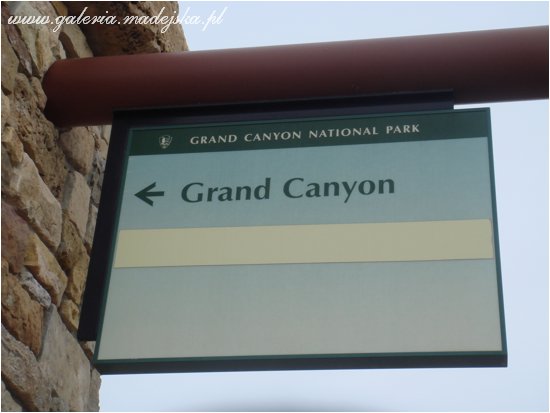 www.galeria.madejska.pl
GRAND CANYON NATIONAL PARK
← Grand Canyon